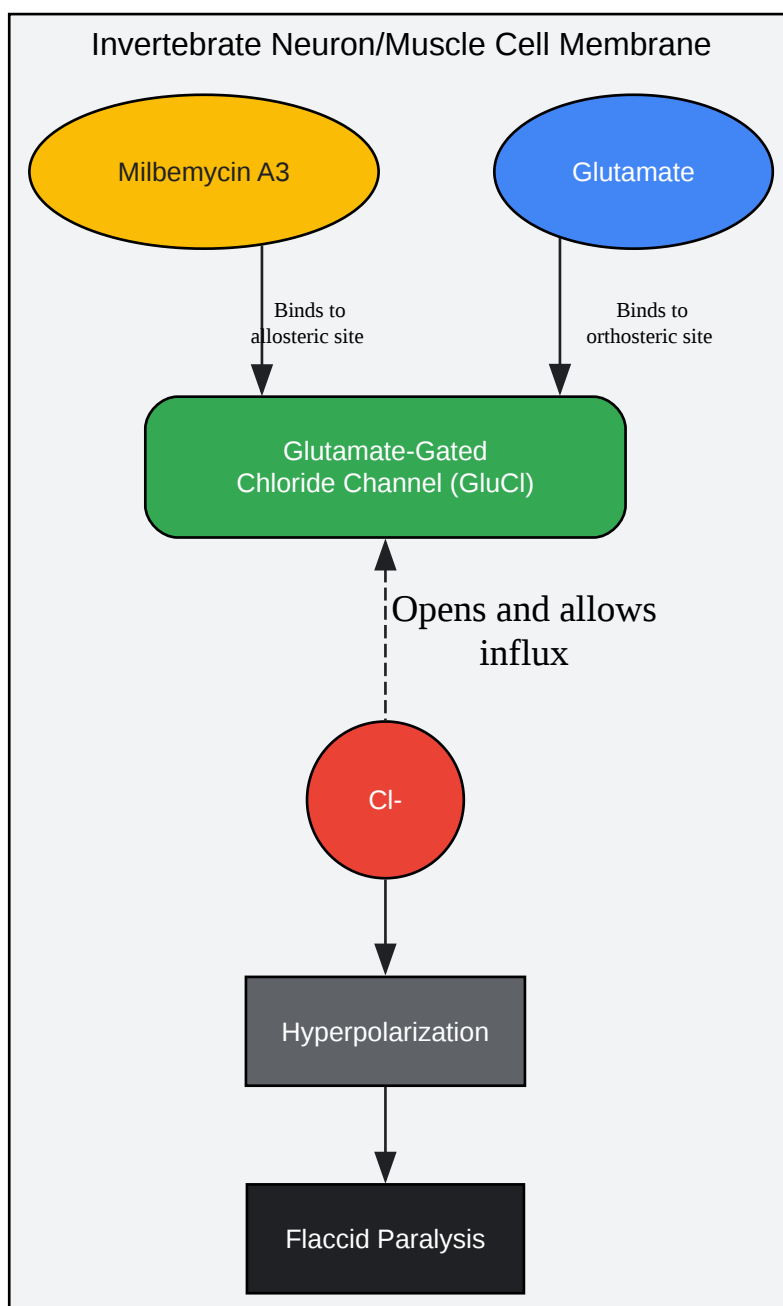 Invertebrate Neuron/Muscle Cell Membrane
Milbemycin A3
Glutamate
Binds to
allosteric site
Binds to
orthosteric site
Glutamate-Gated
Chloride Channel (GluCl)
Opens and allows
influx
Cl-
Hyperpolarization
Flaccid Paralysis